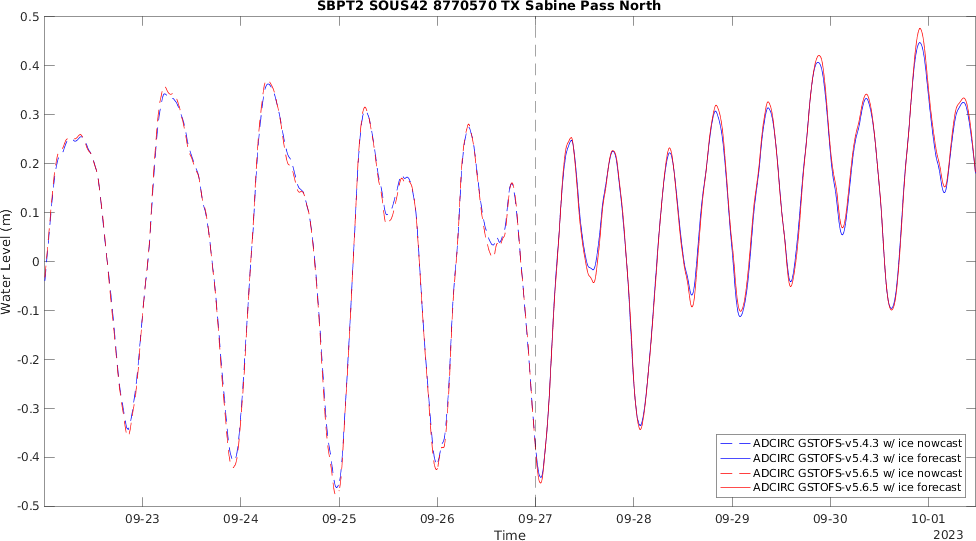 SBPT2 SOUS42 8770570 TX Sabine Pass North
0.5
0.4
0.3
0.2
0.1
0
-0.1
-0.2
-0.3
-0.4
-0.5
Water Level (m)
ADCIRC GSTOFS-v5.4.3 w/ ice nowcast
ADCIRC GSTOFS-v5.4.3 w/ ice forecast
ADCIRC GSTOFS-v5.6.5 w/ ice nowcast
ADCIRC GSTOFS-v5.6.5 w/ ice forecast
09-23 09-24 09-25 09-26 09-27 09-28 09-29 09-30 10-01
Time
2023